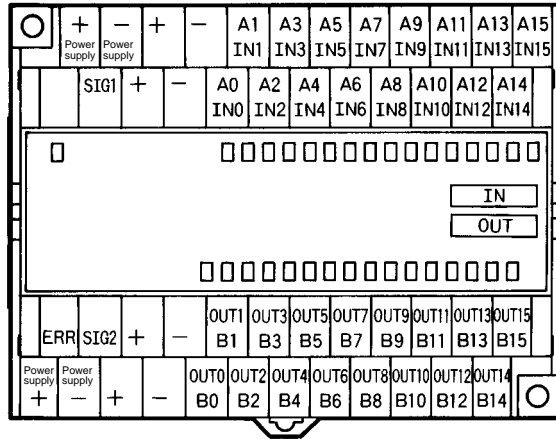 + − + − A1 A3 A5 A7 A9 A11 A13 A15
Power supply Power supply IN1 IN3 IN5 IN7 IN9 IN11 IN13 IN15
SIG1 + − A0 A2 A4 A6 A8 A10 A12 A14
IN0 IN2 IN4 IN6 IN8 IN10 IN12 IN14
IN
OUT
OUT1 OUT3 OUT5 OUT7 OUT9 OUT11 OUT13 OUT15
ERR SIG2 + − B1 B3 B5 B7 B9 B11 B13 B15
Power supply Power supply OUT0 OUT2 OUT4 OUT6 OUT8 OUT10 OUT12 OUT14
+ − + − B0 B2 B4 B6 B8 B10 B12 B14